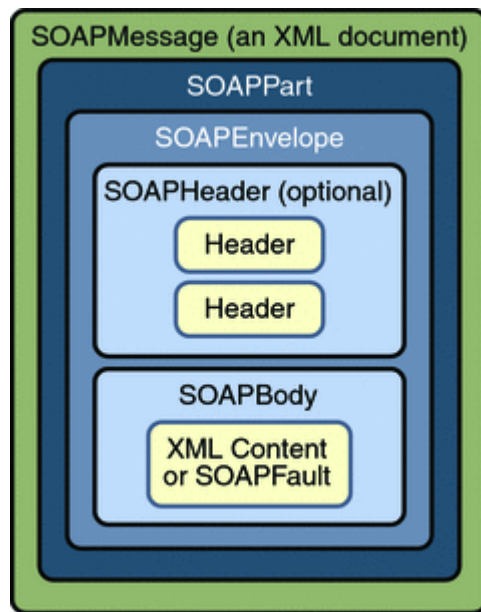 SOAPMessage (an XML document)
SOAPPart
SOAPEnvelope
SOAPHeader (optional)
Header
Header
SOAPBody
XML Content
or SOAPFault